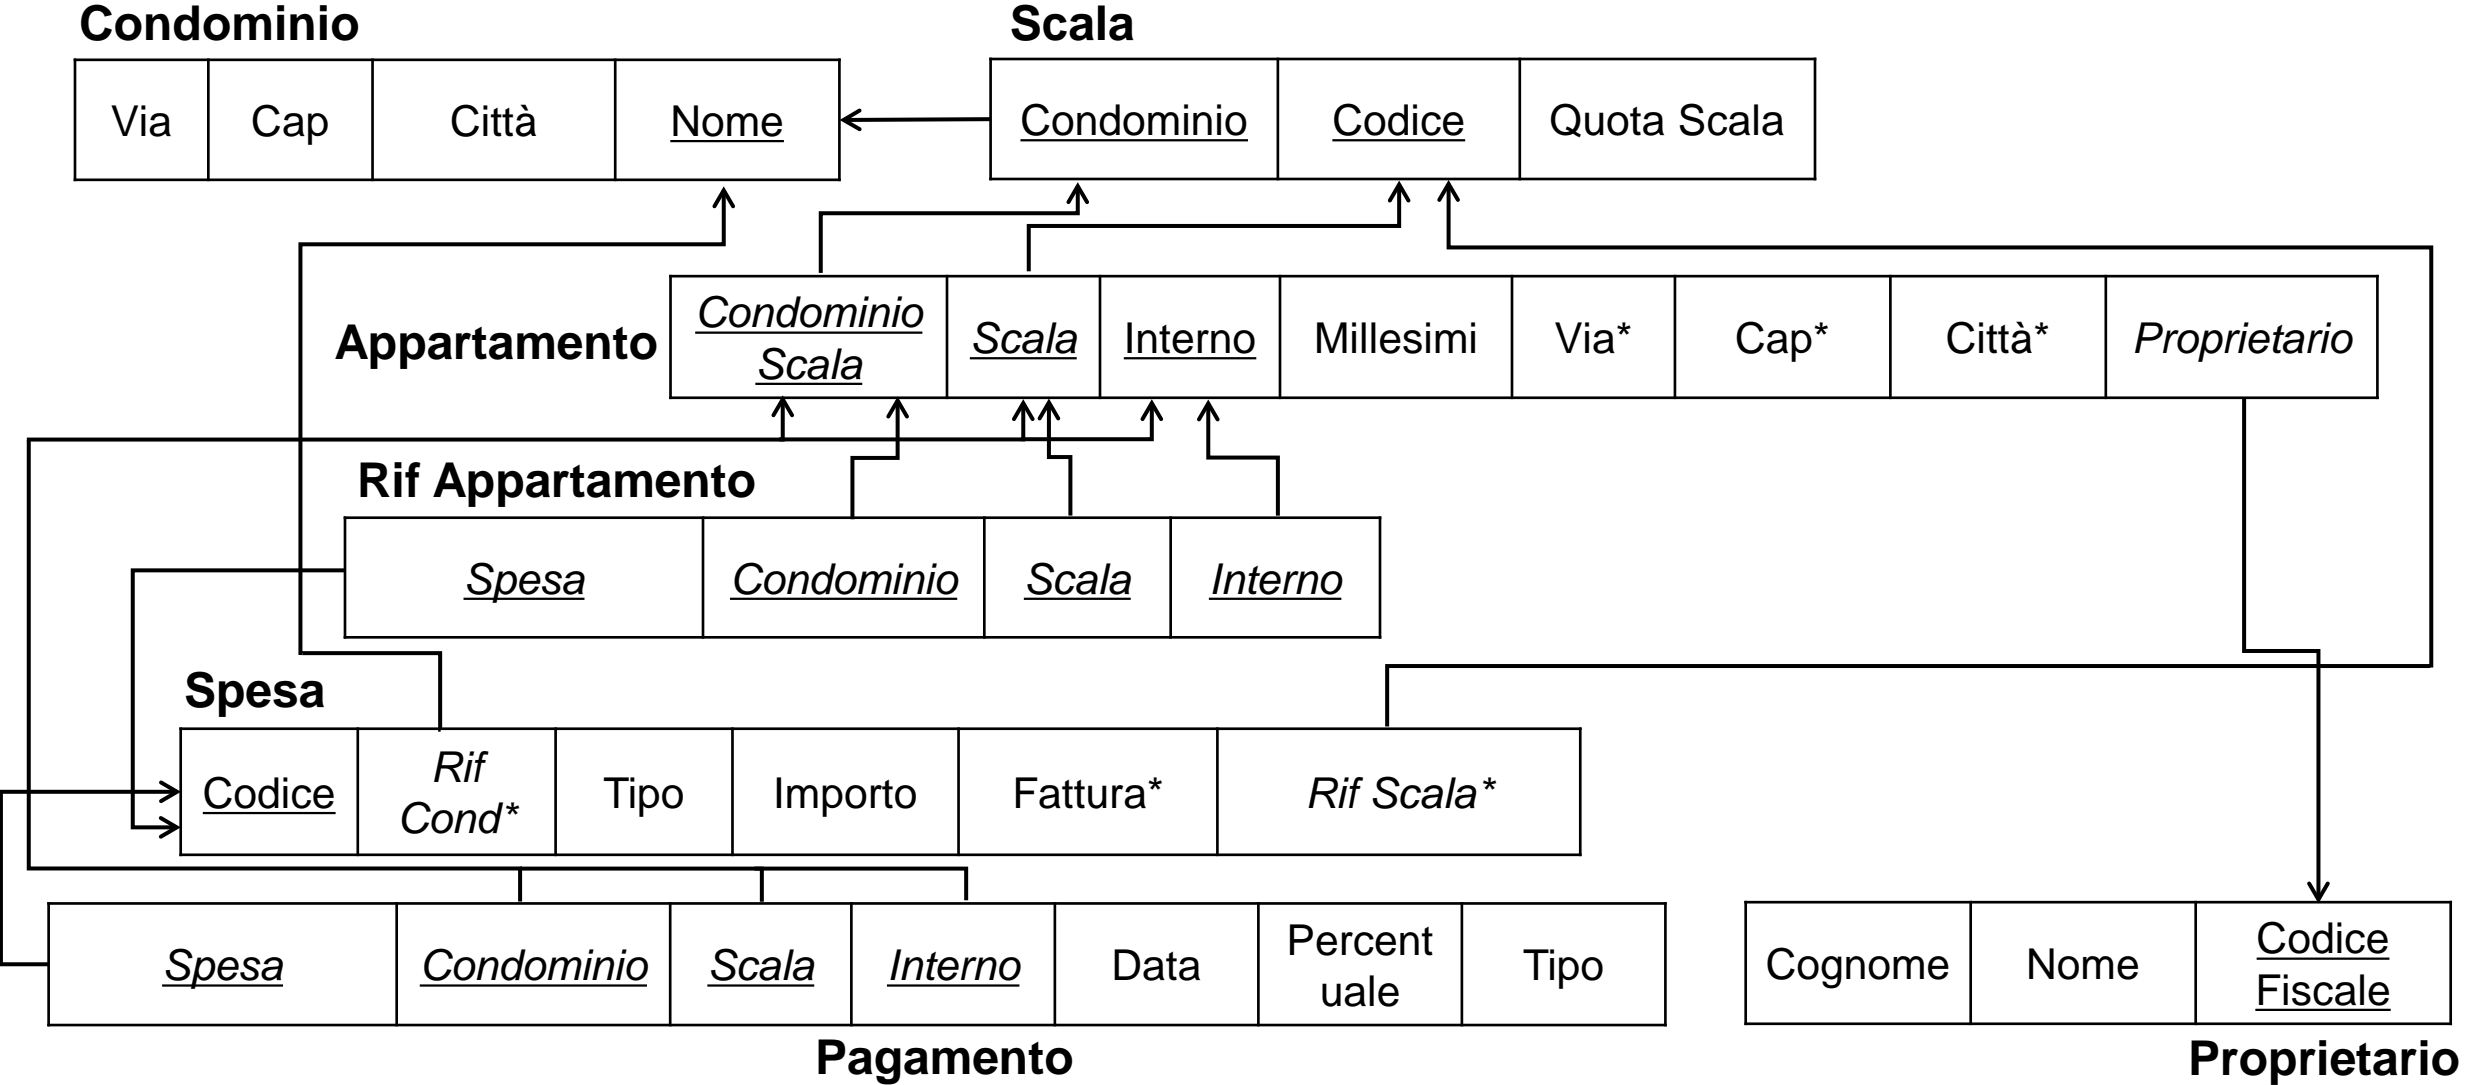 Condominio
Scala
Via Cap Città Nome
Condominio Codice Quota Scala
Appartamento
Condominio
Scala
Scala Interno Millesimi Via* Cap* Città* Proprietario
Rif Appartamento
Spesa Condominio Scala Interno
Spesa
Codice
Rif
Cond*
Tipo Importo Fattura* Rif Scala*
Spesa Condominio Scala Interno Data
Percent
uale
Tipo
Cognome Nome
Codice
Fiscale
Pagamento
Proprietario